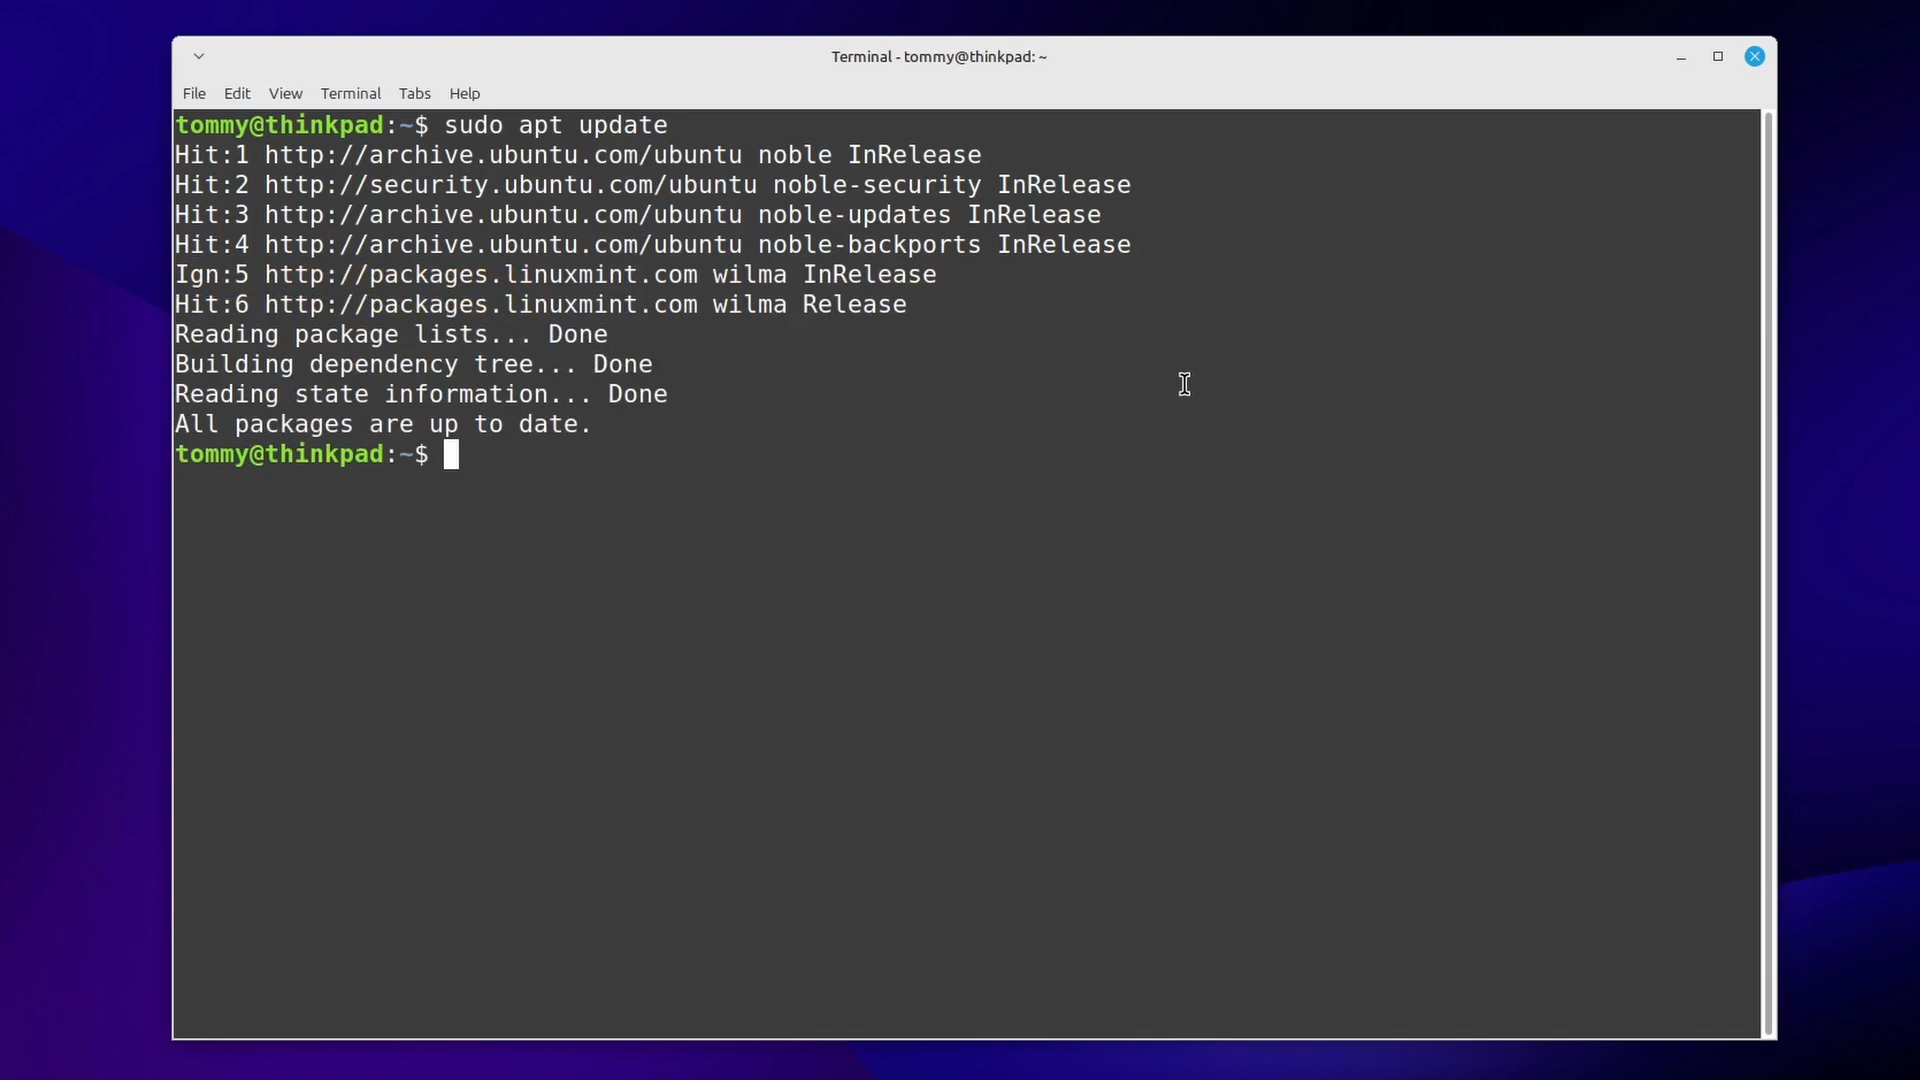 Terminal - tommy@thinkpad: ~
File Edit View Terminal Tabs Help
tommy@thinkpad:~$ sudo apt update
Hit:1 http://archive.ubuntu.com/ubuntu noble InRelease
Hit:2 http://security.ubuntu.com/ubuntu noble-security InRelease
Hit:3 http://archive.ubuntu.com/ubuntu noble-updates InRelease
Hit:4 http://archive.ubuntu.com/ubuntu noble-backports InRelease
Ign:5 http://packages.linuxmint.com wilma InRelease
Hit:6 http://packages.linuxmint.com wilma Release
Reading package lists... Done
Building dependency tree... Done
Reading state information... Done
All packages are up to date.
tommy@thinkpad:~$